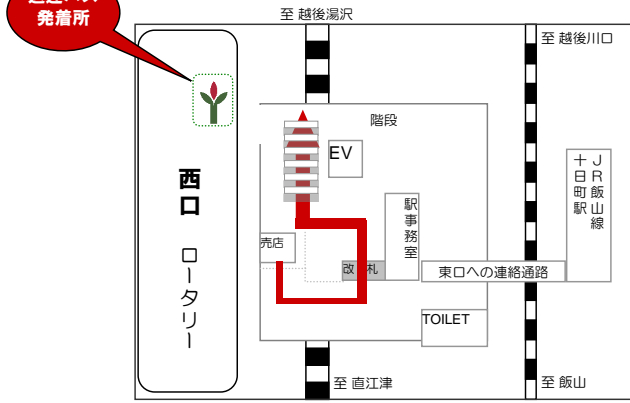 発着所
至 越後湯沢
至 越後川口
階段
EV
西口 ロータリー
売店
改札
駅事務室
東口への連絡通路
JR飯山線
十日町駅
TOILET
至 直江津
至 飯山